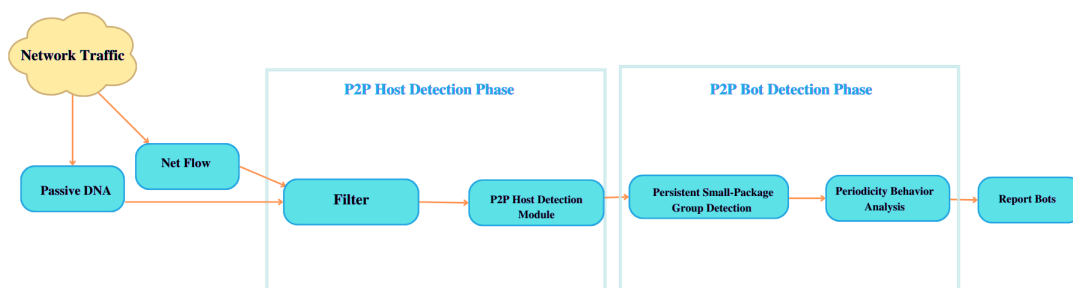 Network Traffic
P2P Host Detection Phase
P2P Bot Detection Phase
Net Flow
Passive DNA
Filter
P2P Host Detection
Module
Persistent Small-Package
Group Detection
Periodicity Behavior
Analysis
Report Bots